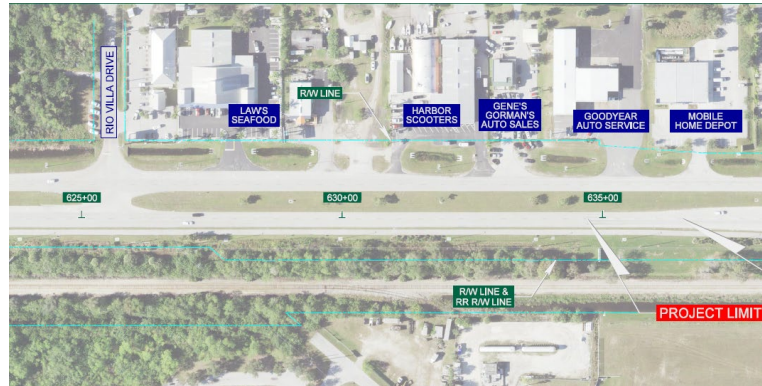 RIO VILLA DRIVE
LAW'S
SEAFOOD
R/W LINE
HARBOR
SCOOTERS
GENE'S
GORMAN'S
AUTO SALES
GOODYEAR
AUTO SERVICE
MOBILE
HOME DEPOT
625+00
630+00
635+00
R/W LINE &
RR R/W LINE
PROJECT LIMIT